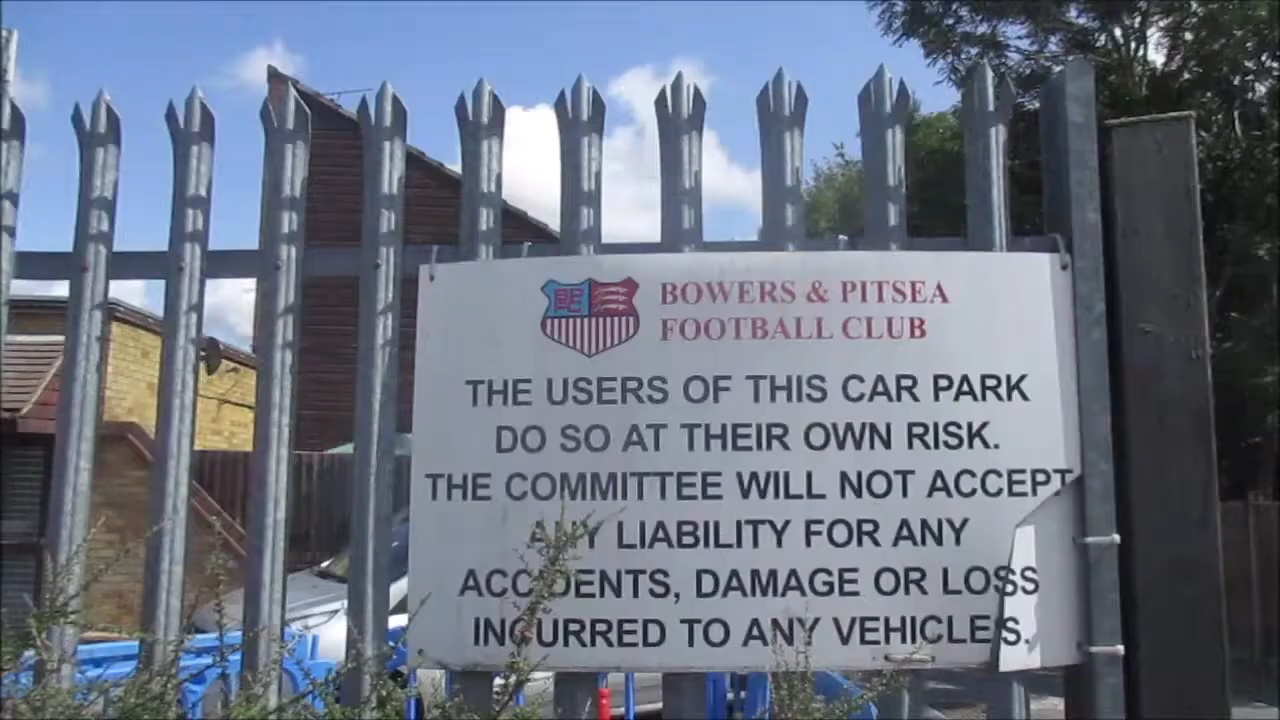 BOWERS & PITSEA
FOOTBALL CLUB
THE USERS OF THIS CAR PARK
DO SO AT THEIR OWN RISK.
THE COMMITTEE WILL NOT ACCEPT
ANY LIABILITY FOR ANY
ACCIDENTS, DAMAGE OR LOSS
INCURRED TO ANY VEHICLES.